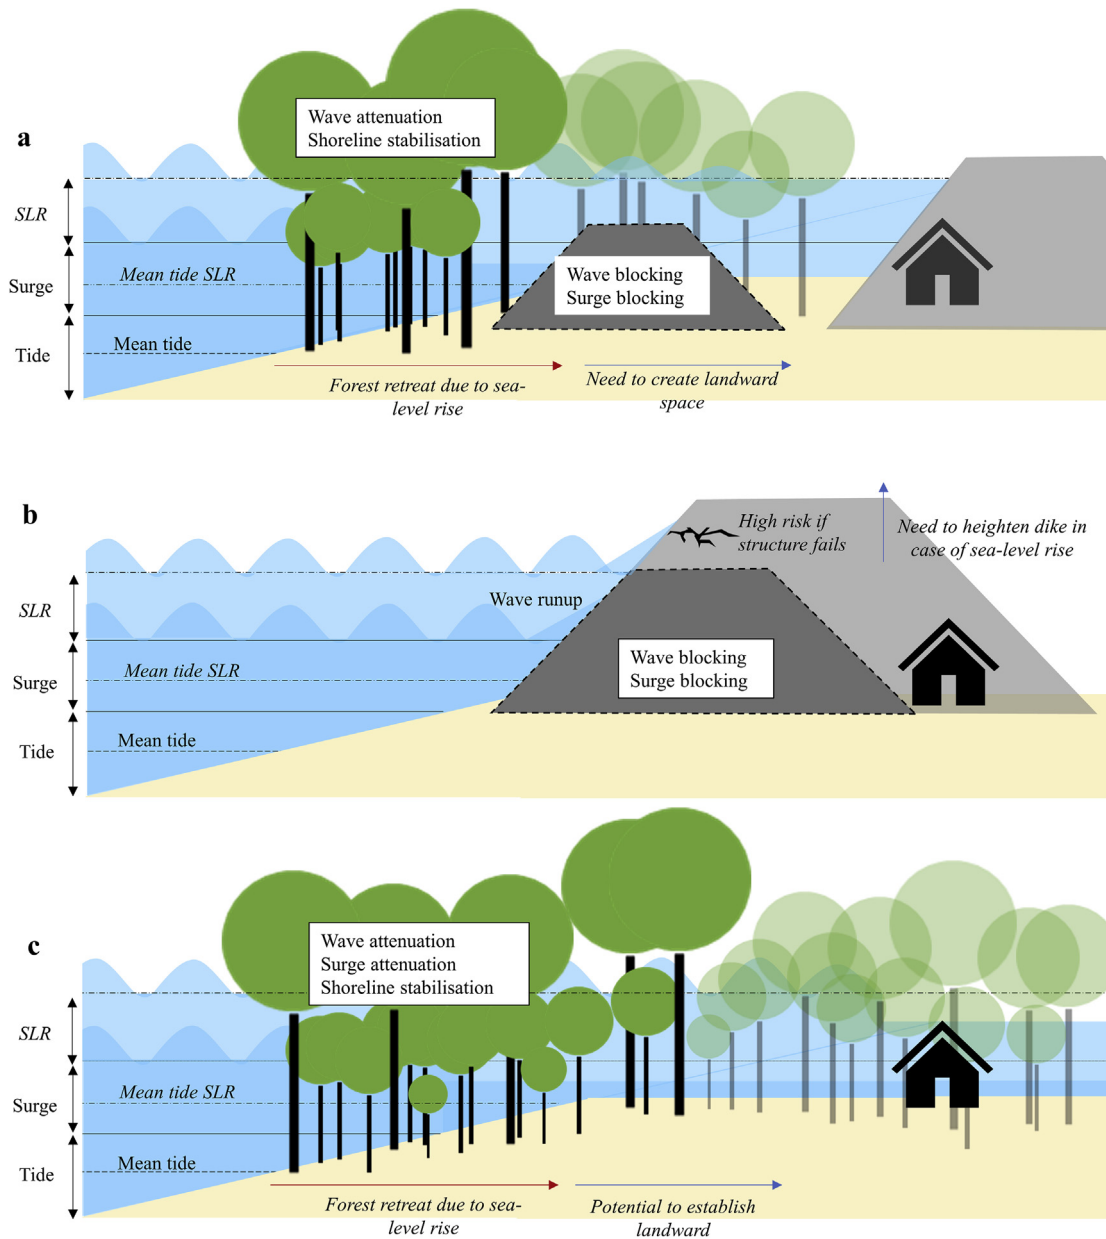 a
Wave attenuation
Shoreline stabilisation
SLR
Mean tide SLR
Surge
Wave blocking
Surge blocking
Mean tide
Tide
Forest retreat due to sea-
level rise
Need to create landward
space
b
High risk if
structure fails
Need to heighten dike in
case of sea-level rise
Wave runup
SLR
Mean tide SLR
Surge
Wave blocking
Surge blocking
Mean tide
Tide
c
Wave attenuation
Surge attenuation
Shoreline stabilisation
SLR
Mean tide SLR
Surge
Mean tide
Tide
Forest retreat due to sea-
level rise
Potential to establish
landward